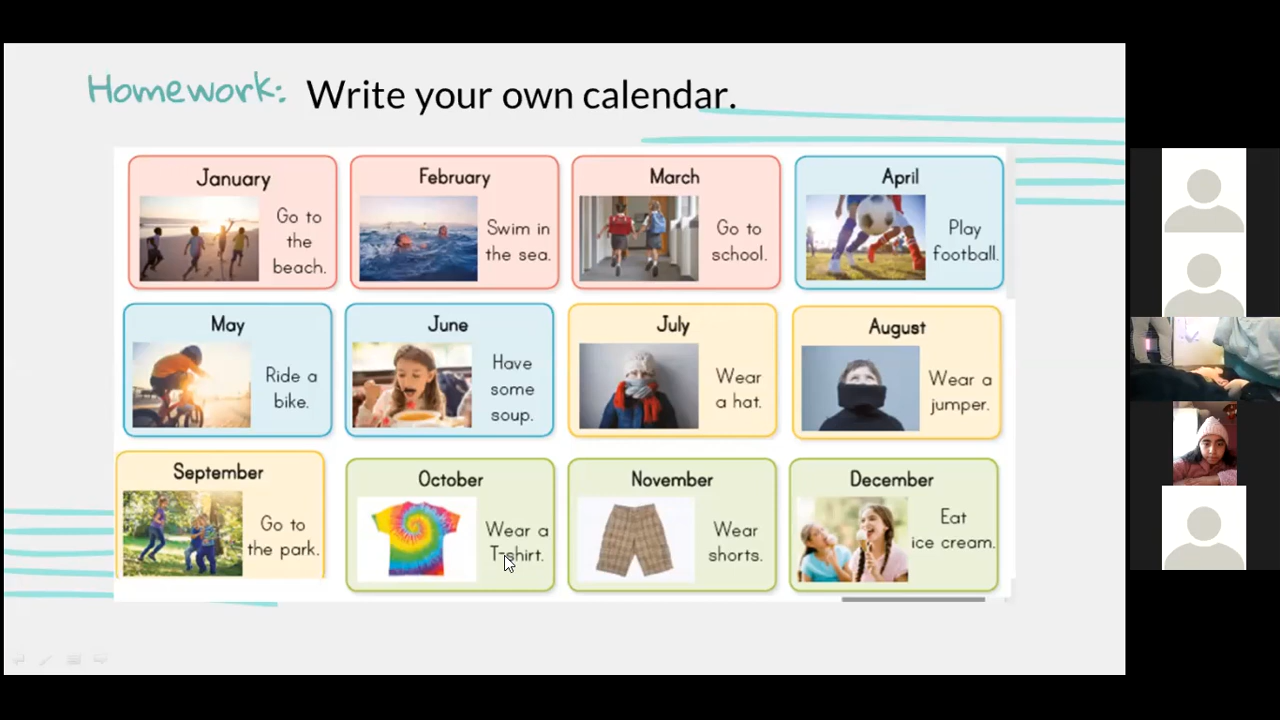 Homework: Write your own calendar.
January
Go to
the
beach.
February
Swim in
the sea.
March
Go to
school.
April
Play
football.
May
Ride a
bike.
June
Have
some
soup.
July
Wear
a hat.
August
Wear a
jumper.
September
Go to
the park.
October
Wear a
T-shirt.
November
Wear
shorts.
December
Eat
ice cream.